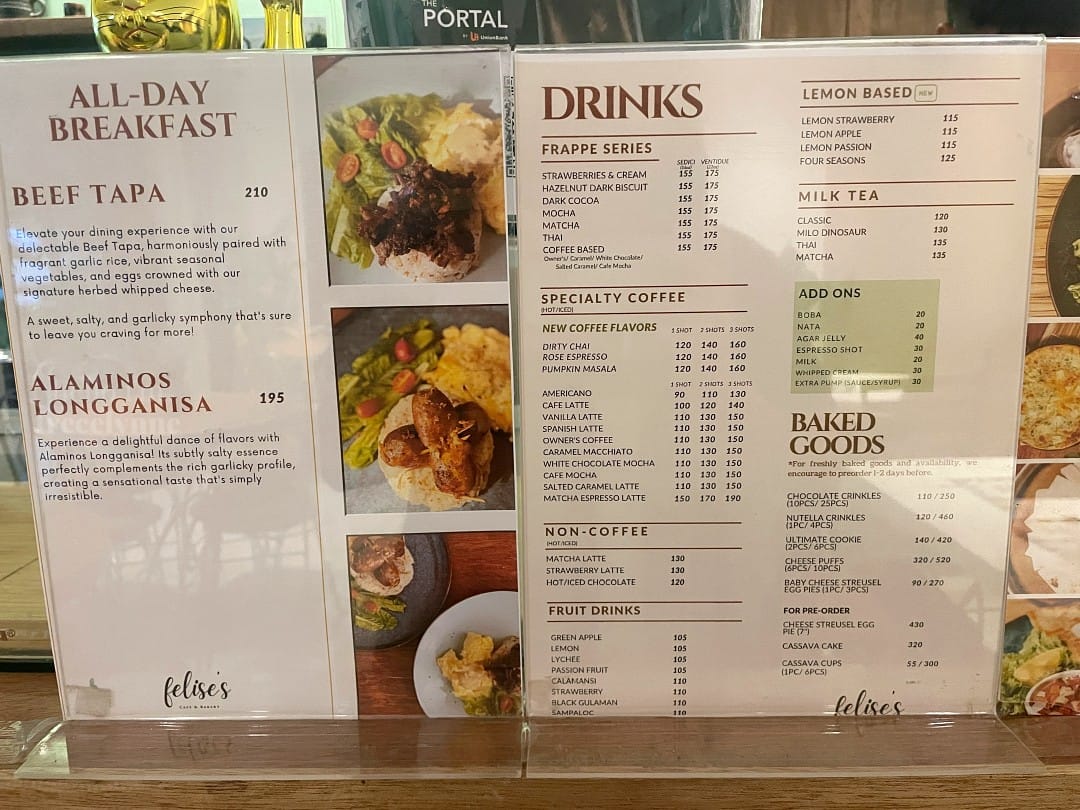 THE
PORTAL
BY UnionBank
ALL-DAY
BREAKFAST
BEEF TAPA 210
Elevate your dining experience with our
delectable Beef Tapa, harmoniously paired with
fragrant garlic rice, vibrant seasonal
vegetables, and eggs crowned with our
signature herbed whipped cheese.
A sweet, salty, and garlicky symphony that's sure
to leave you craving for more!
ALAMINOS
LONGGANISA 195
Experience a delightful dance of flavors with
Alaminos Longganisa! Its subtly salty essence
perfectly complements the rich garlicky profile,
creating a sensational taste that's simply
irresistible.
felise's
CAFE & BAKERY
DRINKS
FRAPPE SERIES
SEDICI VENTIDUE
(16oz) (22oz)
STRAWBERRIES & CREAM 155 175
HAZELNUT DARK BISCUIT 155 175
DARK COCOA 155 175
MOCHA 155 175
MATCHA 155 175
THAI 155 175
COFFEE BASED 155 175
Owner's/ Caramel/ White Chocolate/
Salted Caramel/ Cafe Mocha
SPECIALTY COFFEE
(HOT/ICED)
NEW COFFEE FLAVORS 1 SHOT 2 SHOTS 3 SHOTS
DIRTY CHAI 120 140 160
ROSE ESPRESSO 120 140 160
PUMPKIN MASALA 120 140 160
1 SHOT 2 SHOTS 3 SHOTS
AMERICANO 90 110 130
CAFE LATTE 100 120 140
VANILLA LATTE 110 130 150
SPANISH LATTE 110 130 150
OWNER'S COFFEE 110 130 150
CARAMEL MACCHIATO 110 130 150
WHITE CHOCOLATE MOCHA 110 130 150
CAFE MOCHA 110 130 150
SALTED CARAMEL LATTE 110 130 150
MATCHA ESPRESSO LATTE 150 170 190
NON-COFFEE
(HOT/ICED)
MATCHA LATTE 130
STRAWBERRY LATTE 130
HOT/ICED CHOCOLATE 120
FRUIT DRINKS
GREEN APPLE 105
LEMON 105
LYCHEE 105
PASSION FRUIT 105
CALAMANSI 110
STRAWBERRY 110
BLACK GULAMAN 110
SAMPALOC 110
LEMON BASED NEW
LEMON STRAWBERRY 115
LEMON APPLE 115
LEMON PASSION 115
FOUR SEASONS 125
MILK TEA
CLASSIC 120
MILO DINOSAUR 130
THAI 135
MATCHA 135
ADD ONS
BOBA 20
NATA 20
AGAR JELLY 40
ESPRESSO SHOT 30
MILK 20
WHIPPED CREAM 30
EXTRA PUMP (SAUCE/SYRUP) 30
BAKED
GOODS
*For freshly baked goods and availability, we
encourage to preorder 1-2 days before.
CHOCOLATE CRINKLES 110 / 250
(10PCS/ 25PCS)
NUTELLA CRINKLES 120 / 460
(1PC/ 4PCS)
ULTIMATE COOKIE 140 / 420
(2PCS/ 6PCS)
CHEESE PUFFS 320 / 520
(6PCS/ 10PCS)
BABY CHEESE STREUSEL 90 / 270
EGG PIES (1PC/ 3PCS)
FOR PRE-ORDER
CHEESE STREUSEL EGG 430
PIE (7")
CASSAVA CAKE 320
CASSAVA CUPS 55 / 300
(1PC/ 6PCS)
felise's